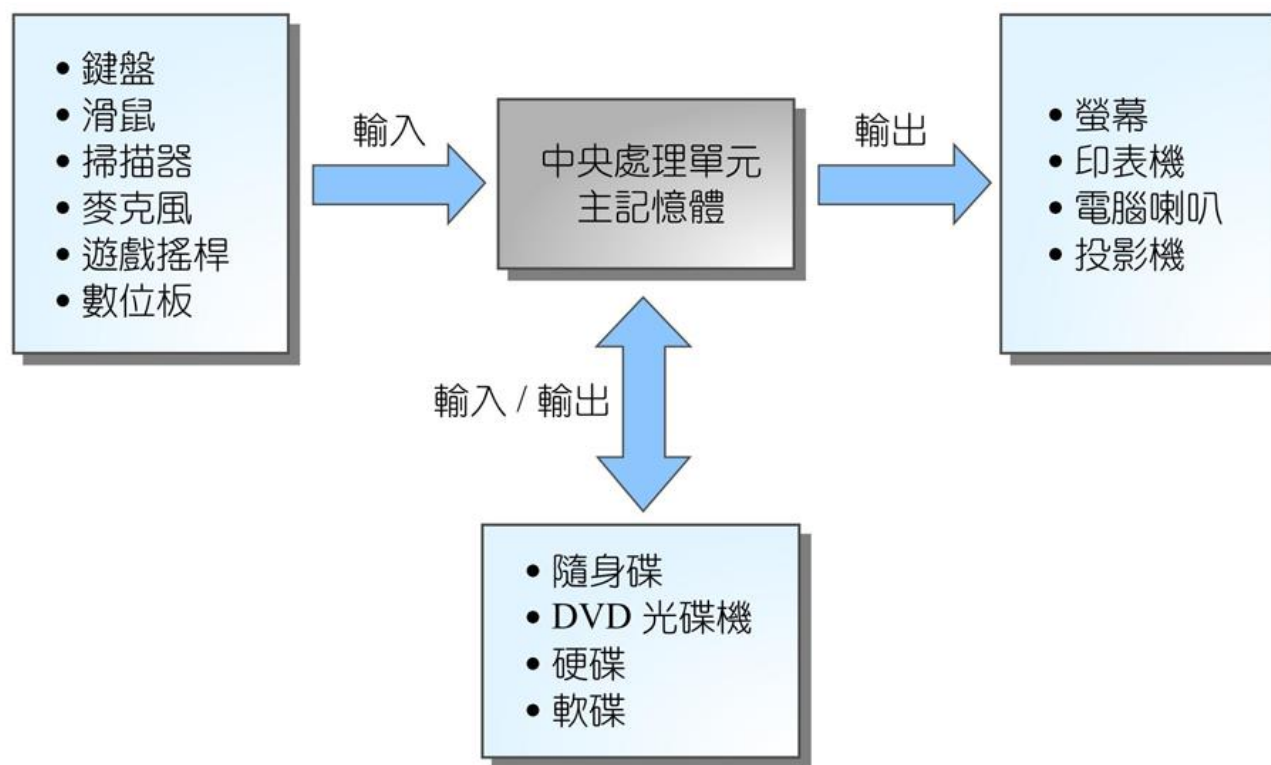 • 鍵盤
• 滑鼠
• 掃描器
• 麥克風
• 遊戲搖桿
• 數位板
輸入
中央處理單元
主記憶體
輸出
• 螢幕
• 印表機
• 電腦喇叭
• 投影機
輸入 / 輸出
• 隨身碟
• DVD 光碟機
• 硬碟
• 軟碟